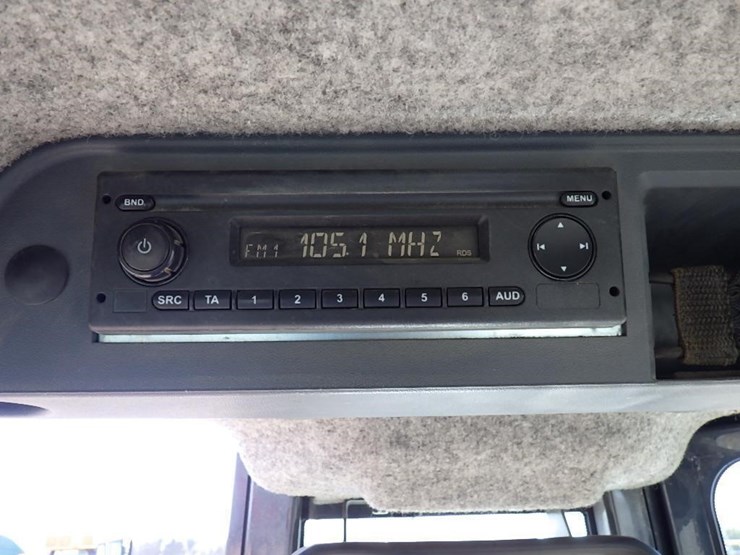 BND. MENU
FM1 105.1 MHZ RDS
SRC TA 1 2 3 4 5 6 AUD